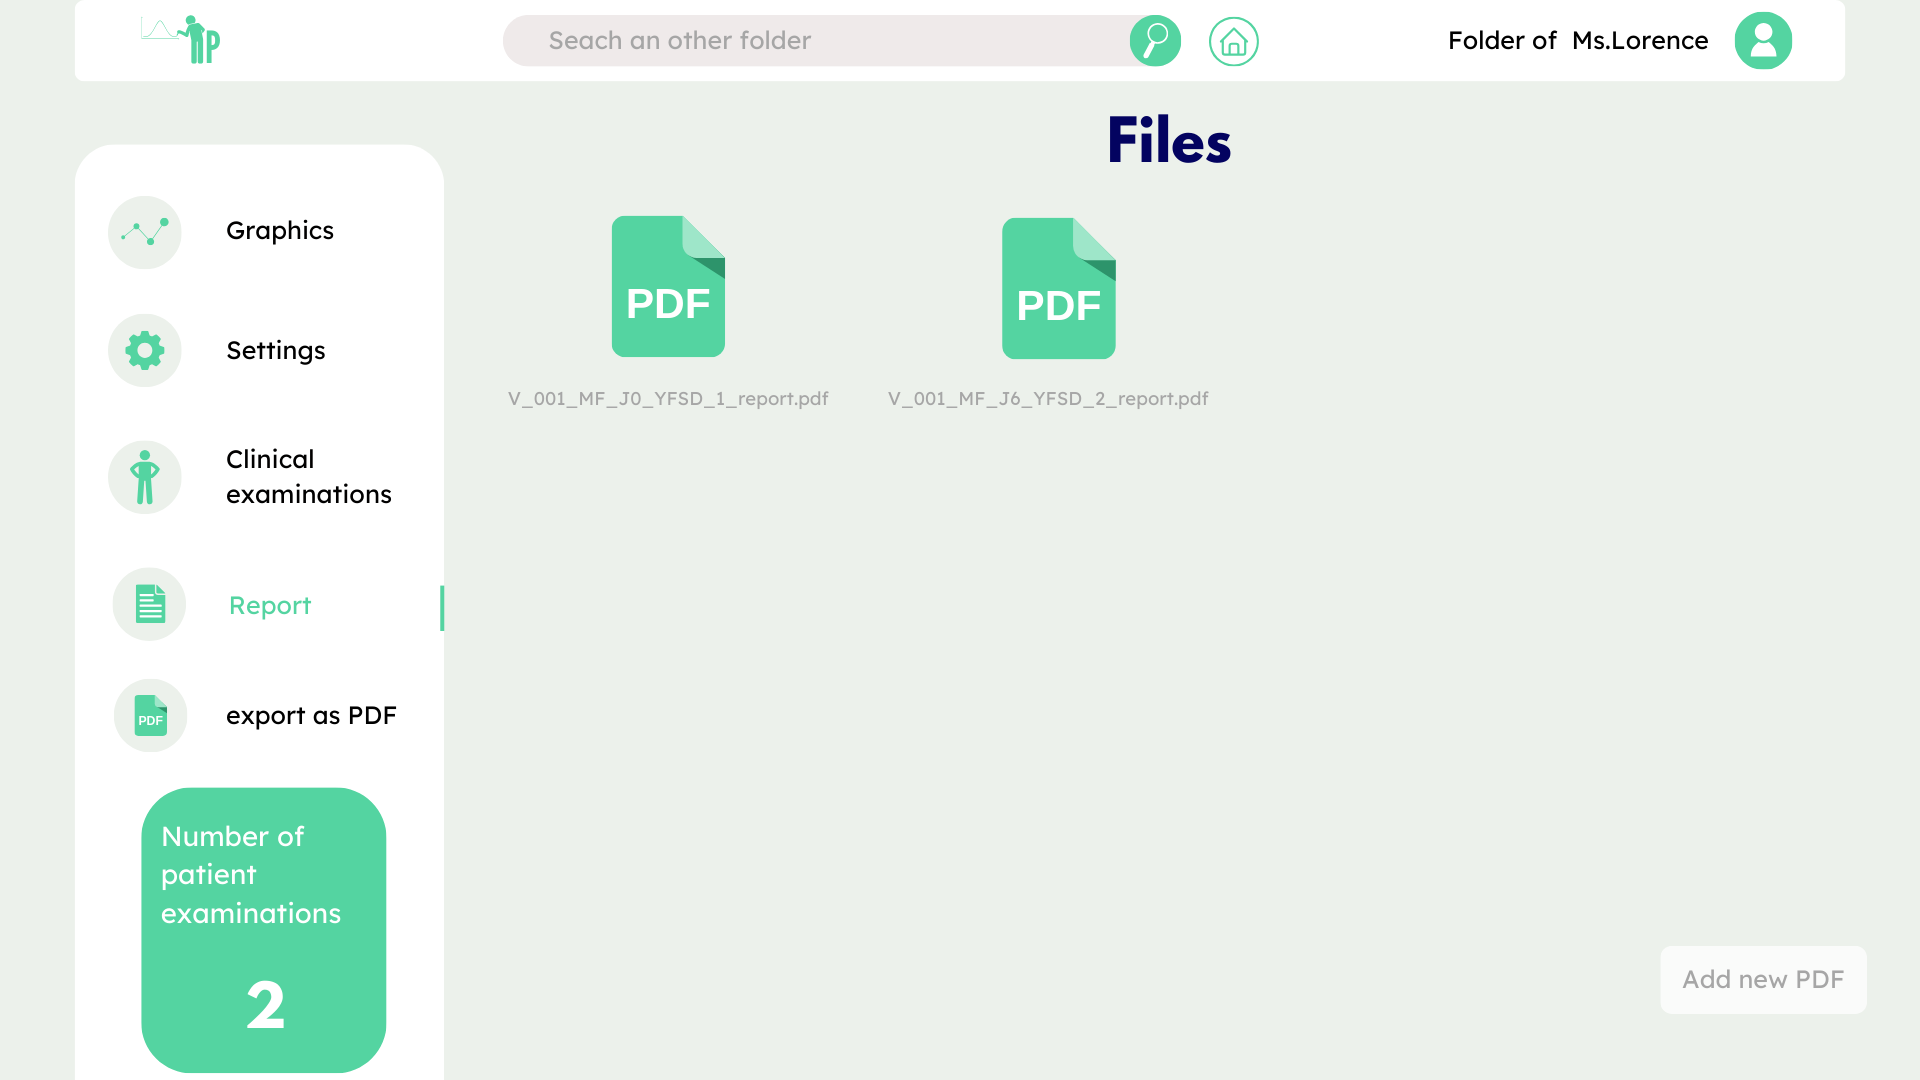 P
Seach an other folder
Folder of Ms.Lorence
Files
Graphics
Settings
Clinical
examinations
Report
PDF
export as PDF
Number of
patient
examinations
2
PDF
V_001_MF_J0_YFSD_1_report.pdf
PDF
V_001_MF_J6_YFSD_2_report.pdf
Add new PDF